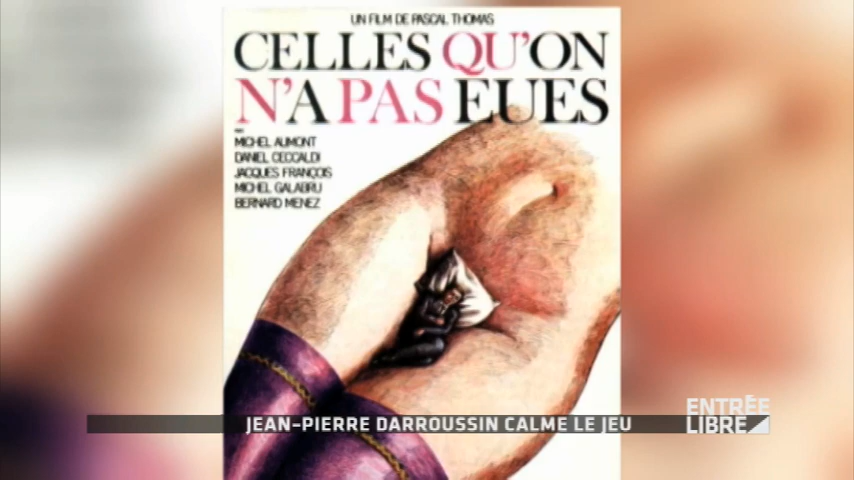 UN FILM DE PASCAL THOMAS
CELLES QU'ON
N'A PAS EUES
MICHEL AUMONT
DANIEL CECCALDI
JACQUES FRANÇOIS
MICHEL GALABRU
BERNARD MENEZ
JEAN-PIERRE DARROUSSIN CALME LE JEU
ENTRÉE
LIBRE